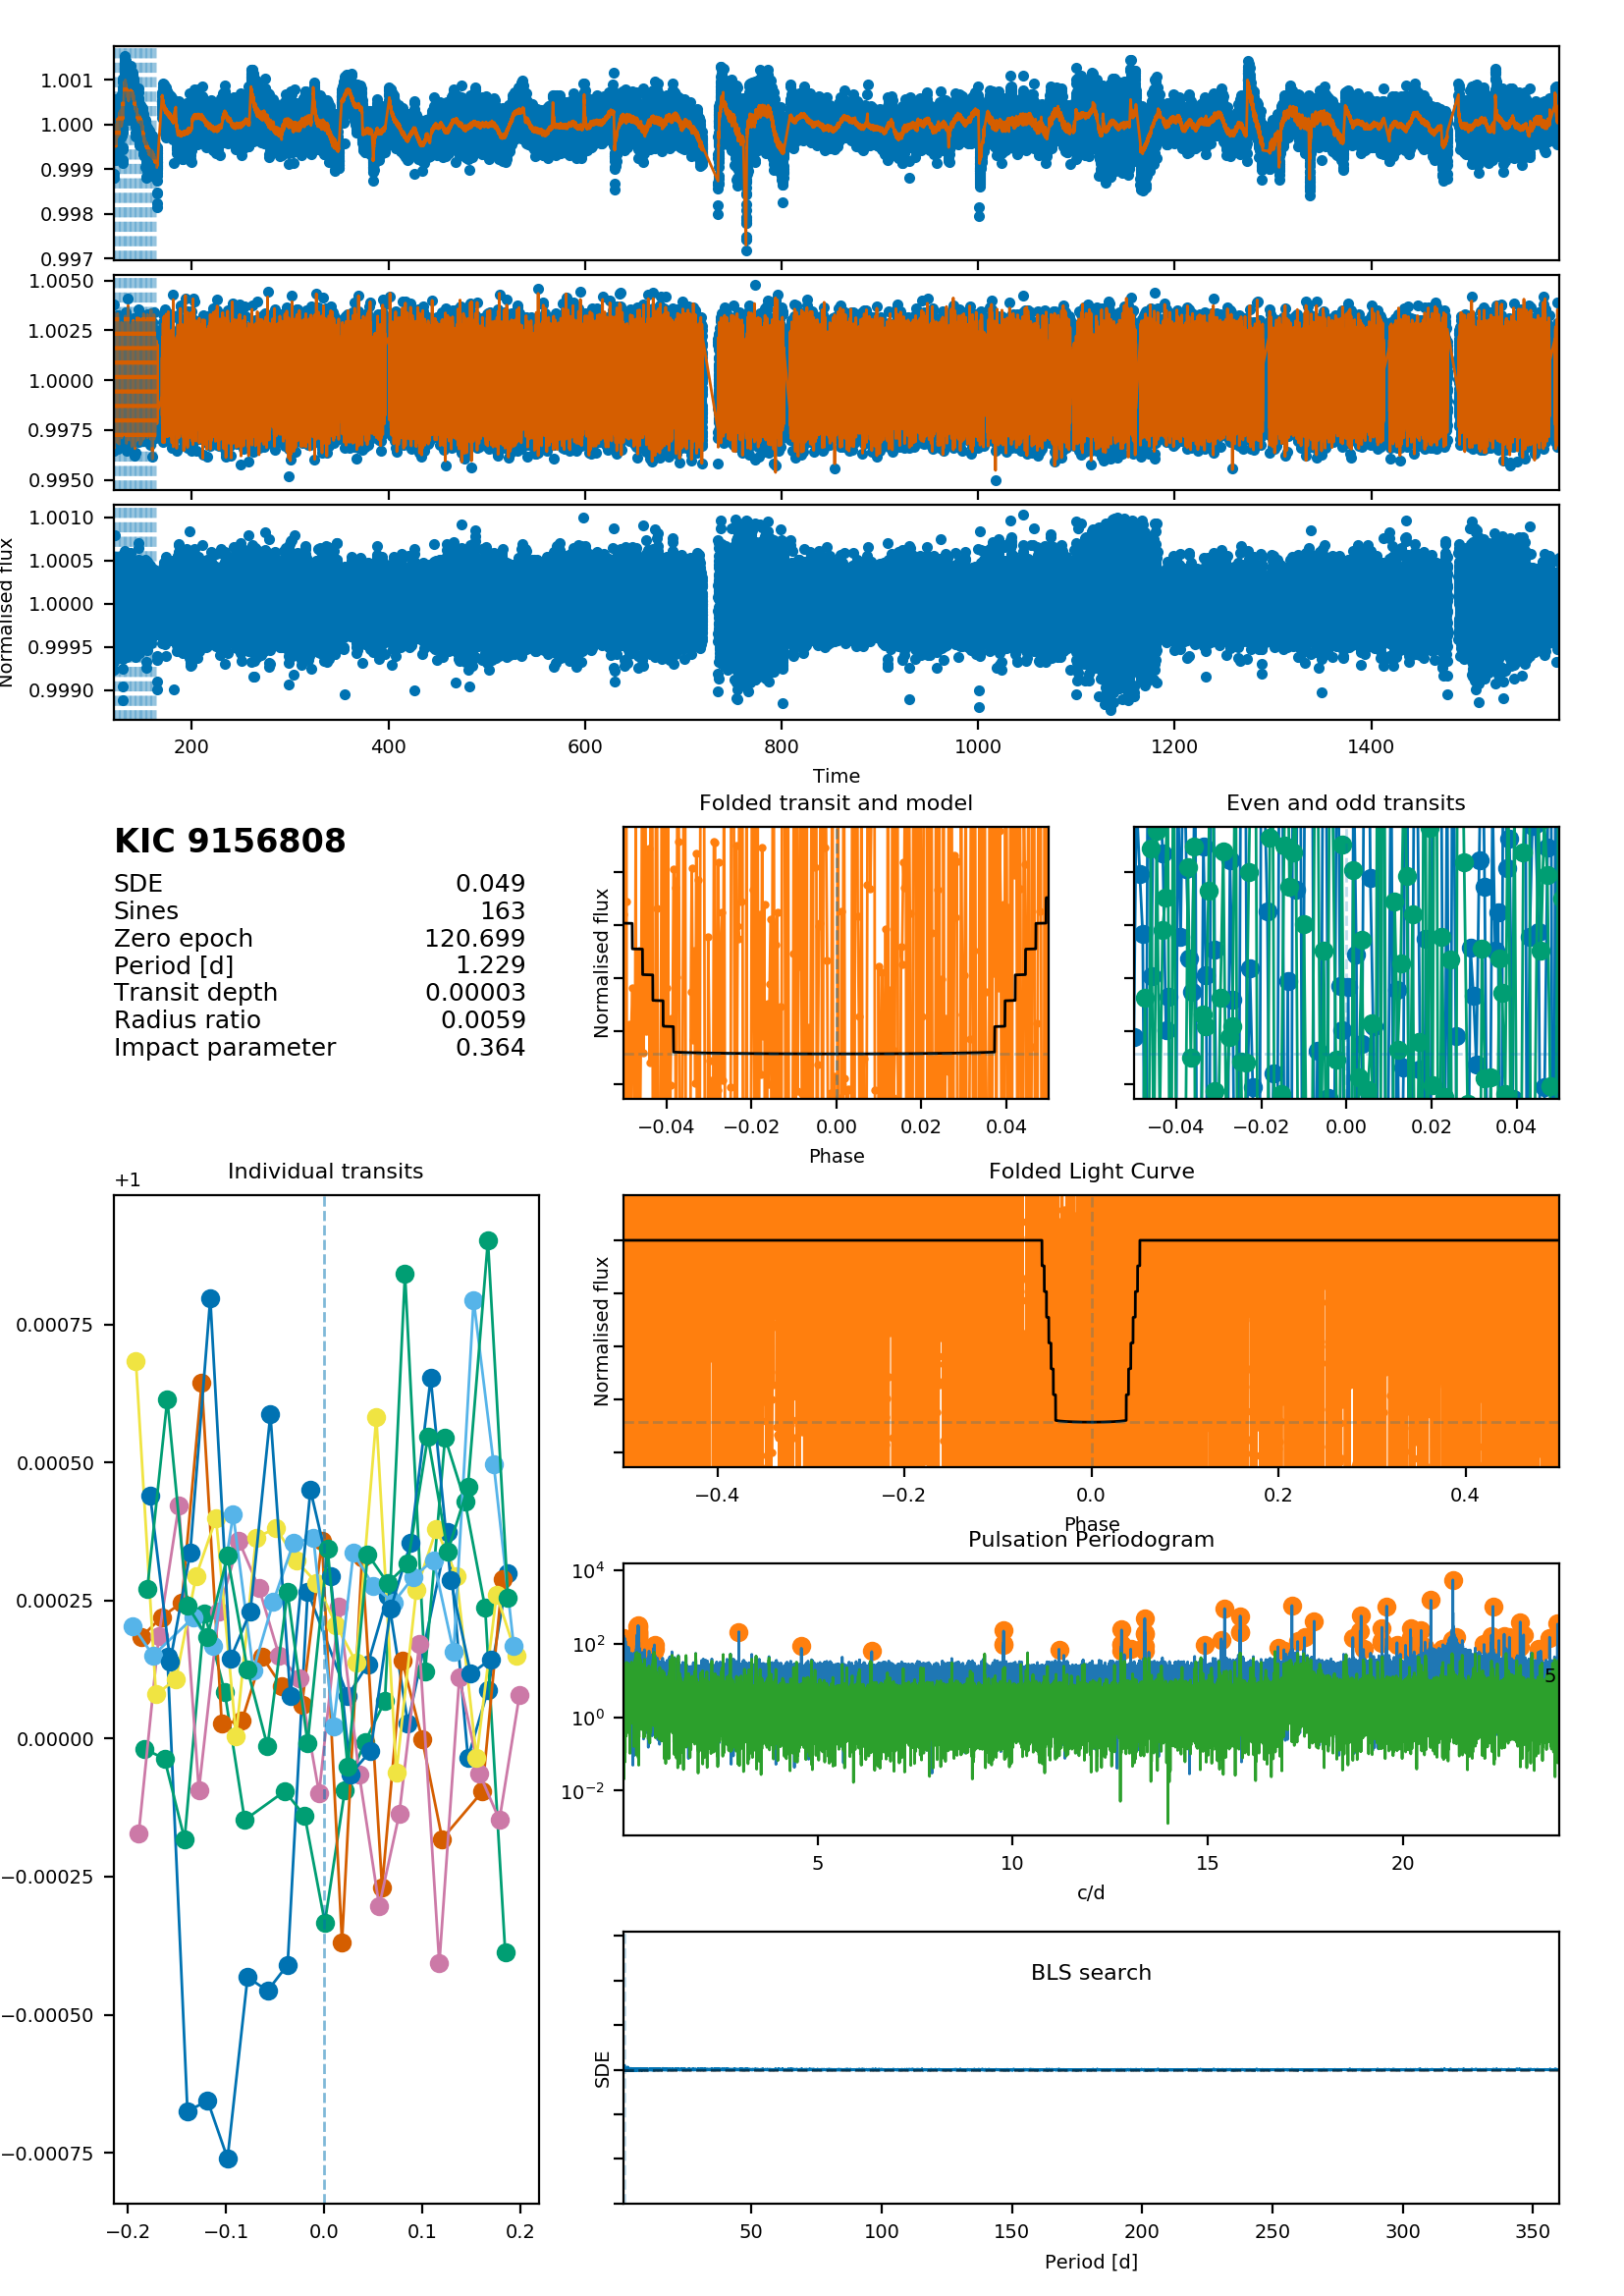 1.001
1.000
0.999
0.998
0.997
1.0050
1.0025
1.0000
0.9975
0.9950
1.0010
1.0005
1.0000
0.9995
0.9990
Normalised flux
200 400 600 800 1000 1200 1400
Time
KIC 9156808
SDE 0.049
Sines 163
Zero epoch 120.699
Period [d] 1.229
Transit depth 0.00003
Radius ratio 0.0059
Impact parameter 0.364
Folded transit and model
Normalised flux
−0.04 −0.02 0.00 0.02 0.04
Phase
Even and odd transits
−0.04 −0.02 0.00 0.02 0.04
Individual transits
+1
0.00075
0.00050
0.00025
0.00000
−0.00025
−0.00050
−0.00075
−0.2 −0.1 0.0 0.1 0.2
Folded Light Curve
Normalised flux
−0.4 −0.2 0.0 0.2 0.4
Phase
Pulsation Periodogram
10⁴
10²
10⁰
10⁻²
5
5 10 15 20
c/d
BLS search
SDE
50 100 150 200 250 300 350
Period [d]